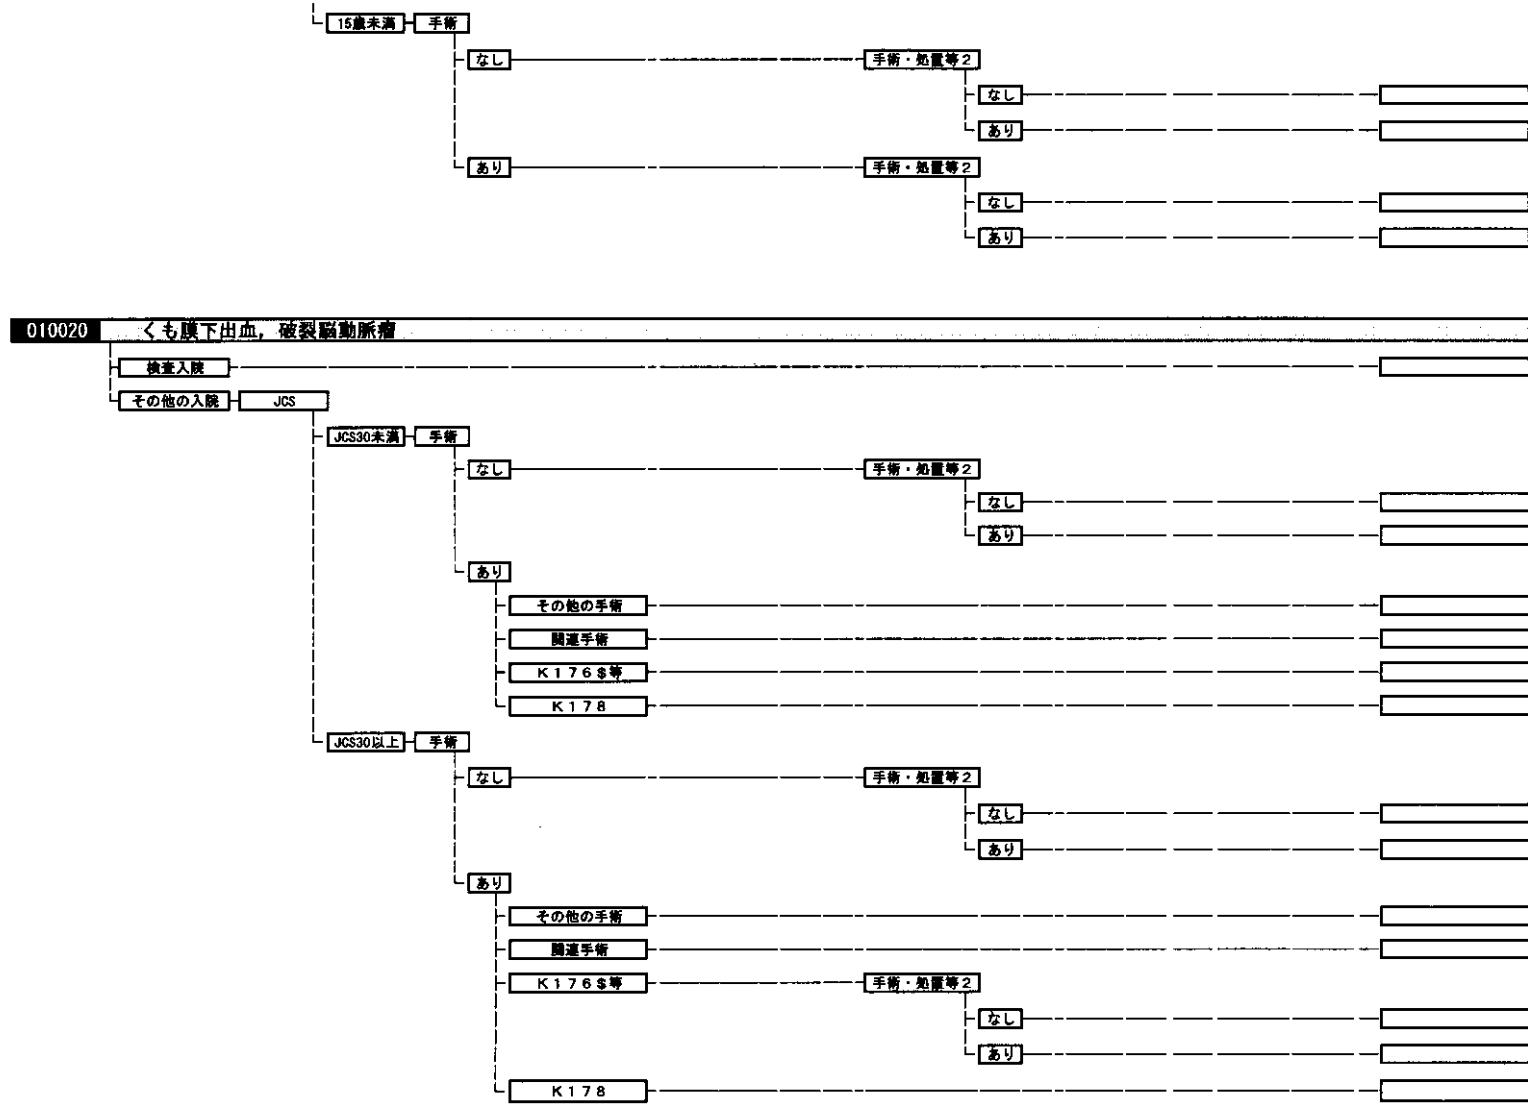 15歳未満 手術
なし 手術・処置等2
なし
あり
あり 手術・処置等2
なし
あり
010020 くも膜下出血，破裂脳動脈瘤
検査入院
その他の入院 JCS
JCS30未満 手術
なし 手術・処置等2
なし
あり
あり
その他の手術
関連手術
K176$等
K178
JCS30以上 手術
なし 手術・処置等2
なし
あり
あり
その他の手術
関連手術
K176$等 手術・処置等2
なし
あり
K178